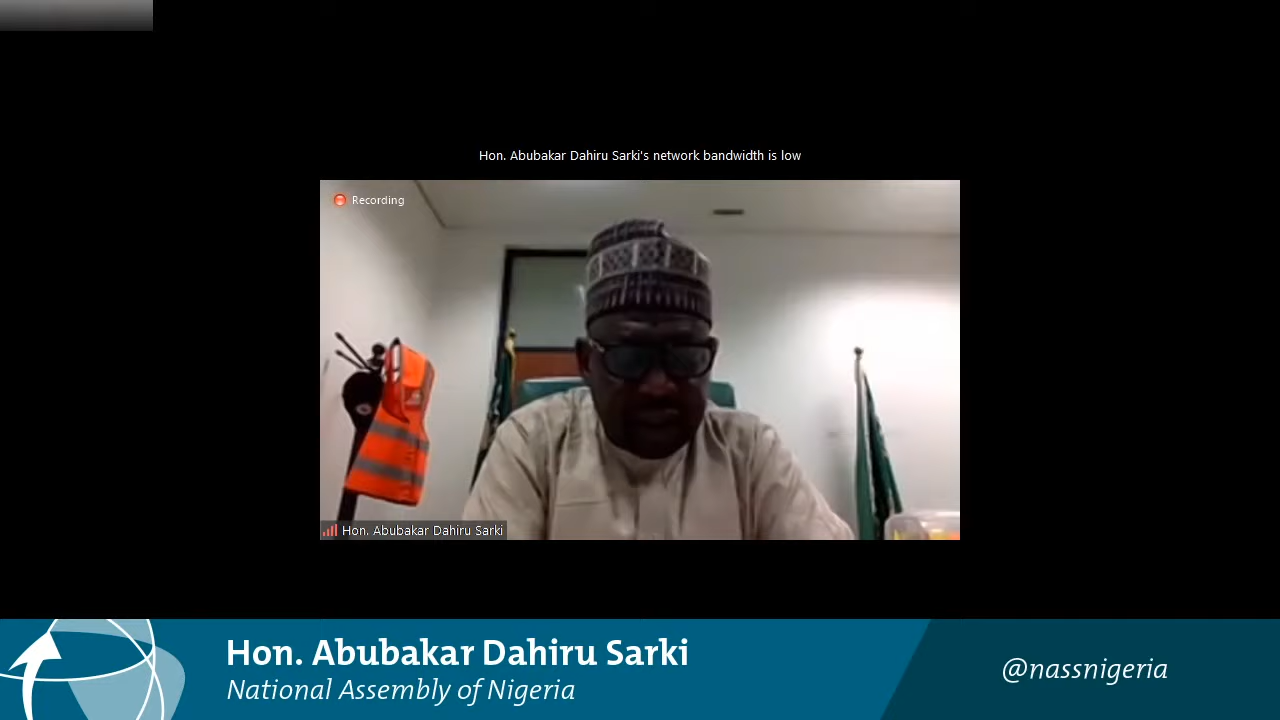 Hon. Abubakar Dahiru Sarki's network bandwidth is low
Recording
Hon. Abubakar Dahiru Sarki
Hon. Abubakar Dahiru Sarki
National Assembly of Nigeria
@nassnigeria